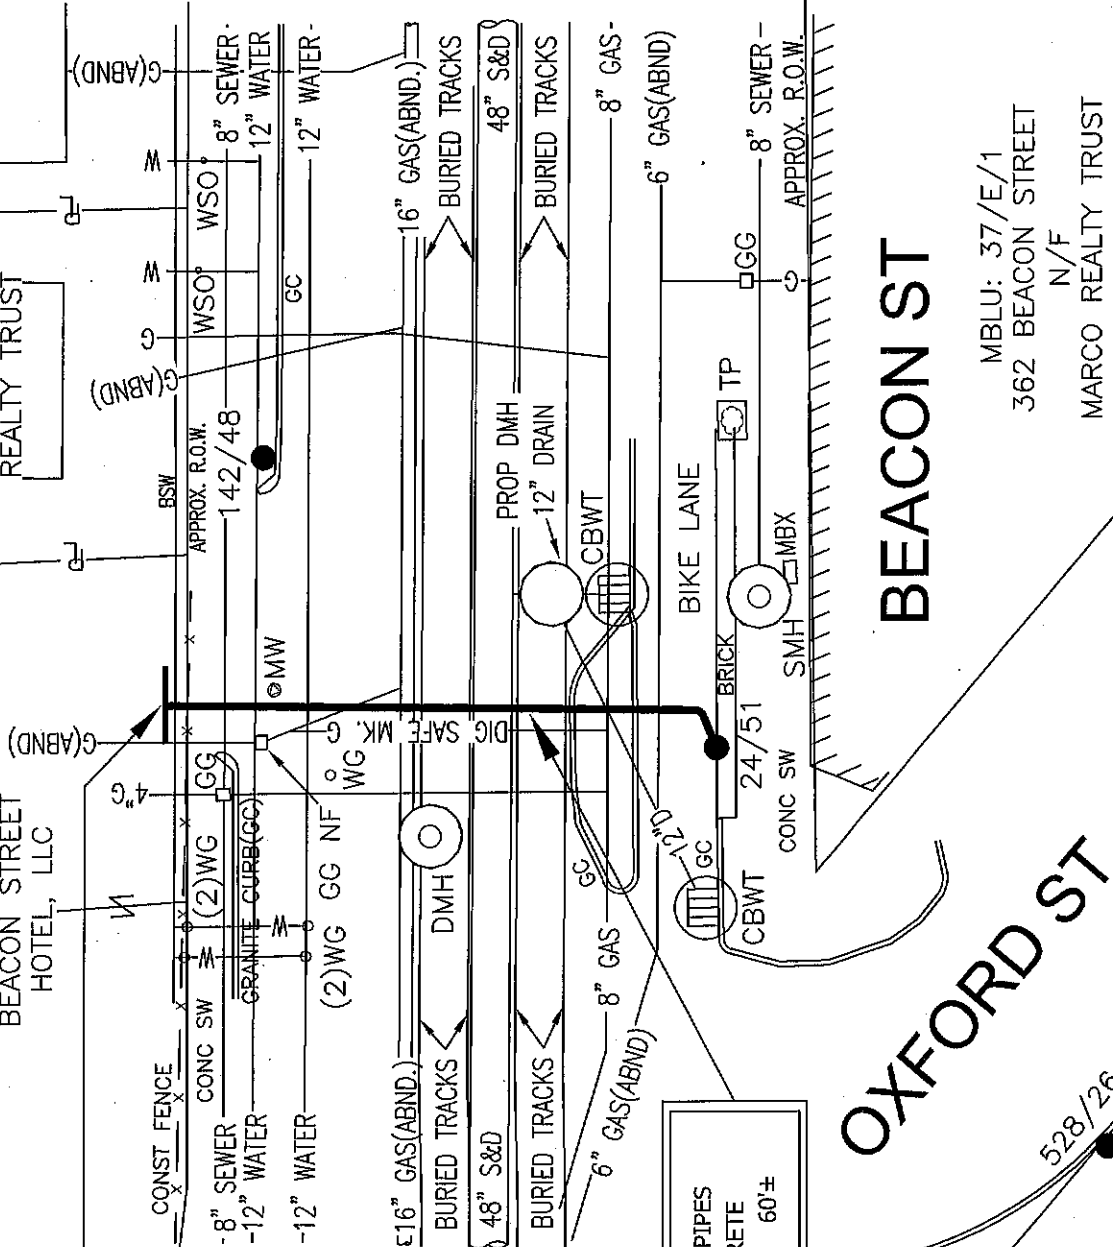 G(ABND)
8" SEWER
12" WATER
12" WATER
16" GAS(ABND.)
BURIED TRACKS
48" S&D
BURIED TRACKS
8" GAS
6" GAS(ABND)
8" SEWER
APPROX. R.O.W.
W
WSO
W
WSO
GC
G
G(ABND)
GG
G
REALTY TRUST
BSW
APPROX. R.O.W.
142/48
PROP DMH
12" DRAIN
CBWT
BIKE LANE
TP
MBX
SMH
BRICK
BEACON ST
MBLU: 37/E/1
362 BEACON STREET
N/F
MARCO REALTY TRUST
MW
G(ABND)
G
DIG SAFE MK.
24/51
CONC SW
4"G
GG
WG
(2)WG
GRANITE CURB(GC)
GG NF
(2)WG
W
W
DMH
GC
12"D
GC
CBWT
BEACON STREET
HOTEL, LLC
CONST FENCE
CONC SW
8" SEWER
12" WATER
12" WATER
16" GAS(ABND.)
BURIED TRACKS
48" S&D
BURIED TRACKS
8" GAS
6" GAS(ABND)
OXFORD ST
528/26
PIPES
RETE
60'±